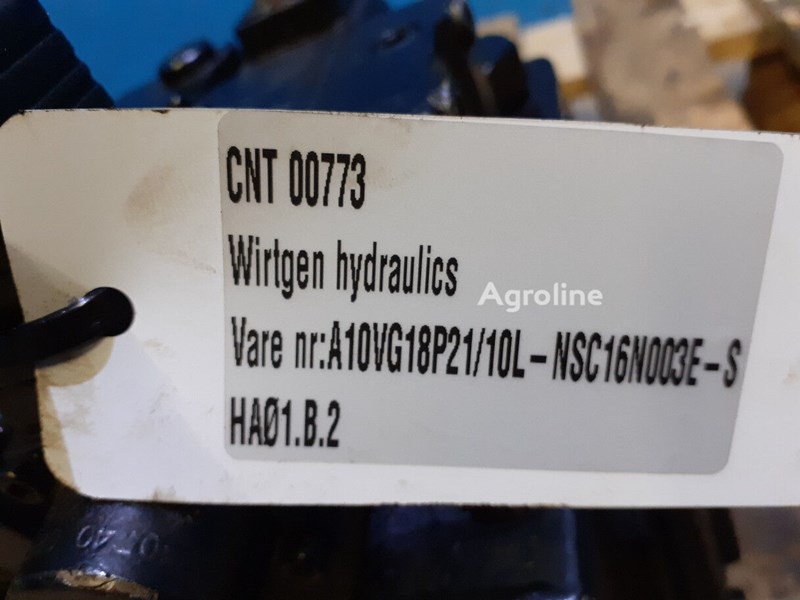 CNT 00773
Wirtgen hydraulics
Agroline
Vare nr:A10VG18P21/10L-NSC16N003E-S
HAØ1.B.2